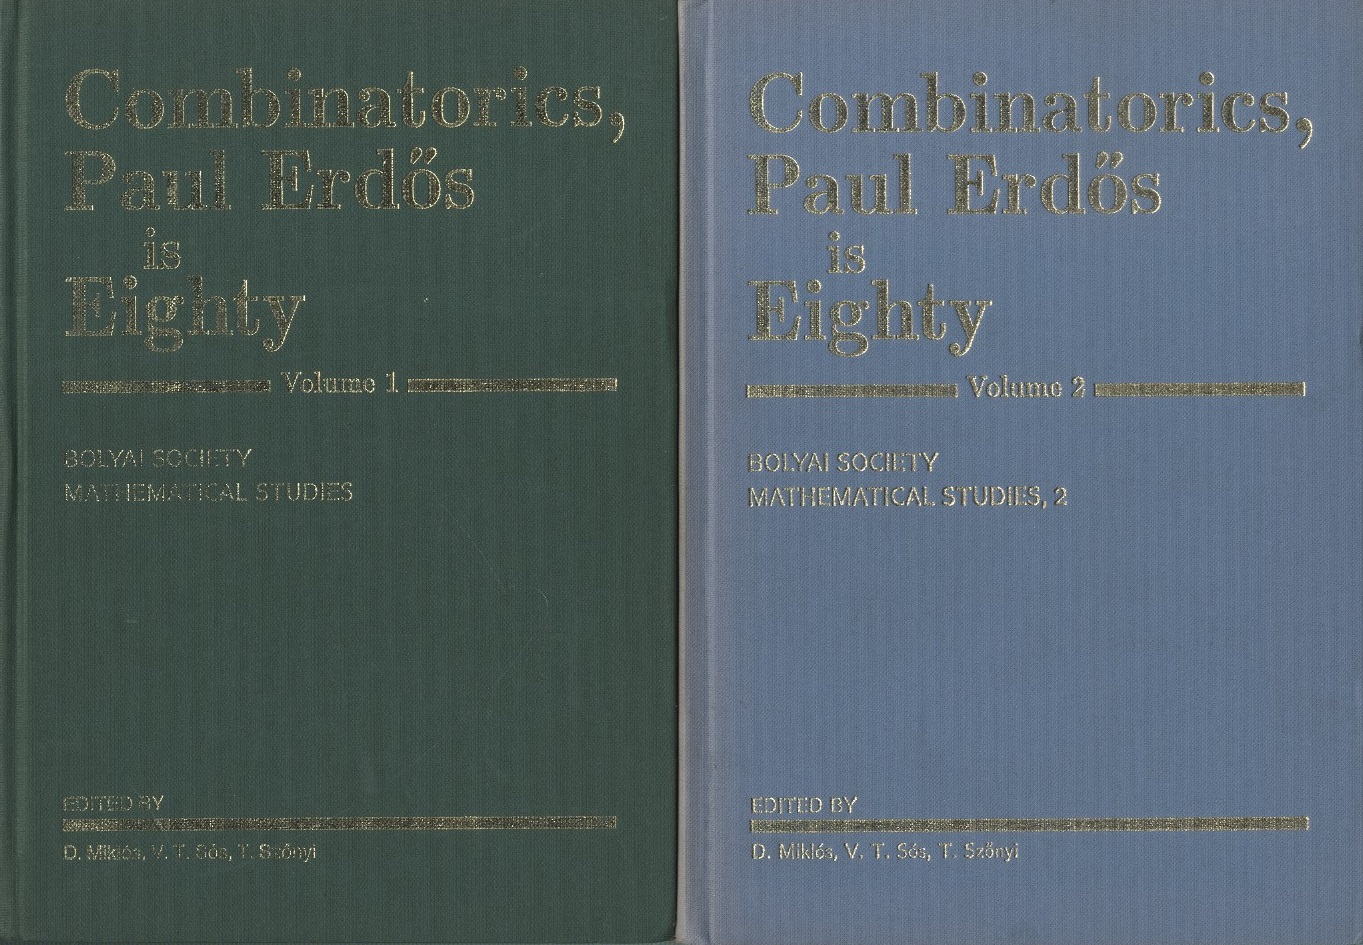 Combinatorics,
Paul Erdős
is
Eighty
Volume 1
BOLYAI SOCIETY
MATHEMATICAL STUDIES
EDITED BY
D. Miklós, V. T. Sós, T. Szőnyi
Combinatorics,
Paul Erdős
is
Eighty
Volume 2
BOLYAI SOCIETY
MATHEMATICAL STUDIES, 2
EDITED BY
D. Miklós, V. T. Sós, T. Szőnyi